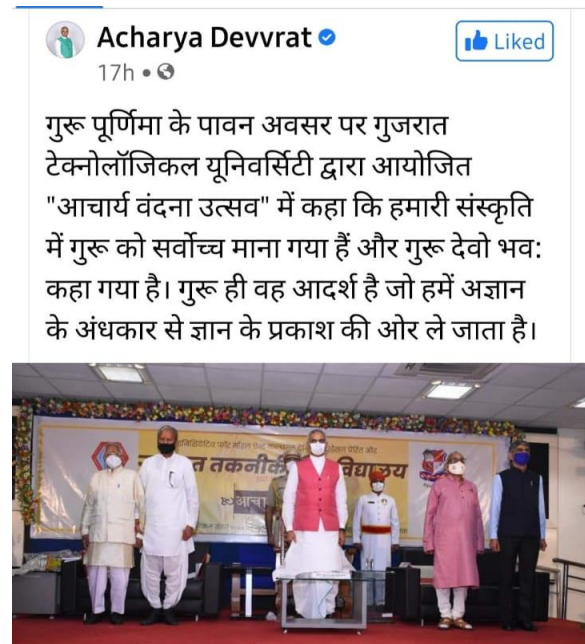 Acharya Devvrat
Liked
17h
गुरू पूर्णिमा के पावन अवसर पर गुजरात
टेक्नोलॉजिकल यूनिवर्सिटी द्वारा आयोजित
"आचार्य वंदना उत्सव" में कहा कि हमारी संस्कृति
में गुरू को सर्वोच्च माना गया हैं और गुरू देवो भव:
कहा गया है। गुरू ही वह आदर्श है जो हमें अज्ञान
के अंधकार से ज्ञान के प्रकाश की ओर ले जाता है।
तकनीकी